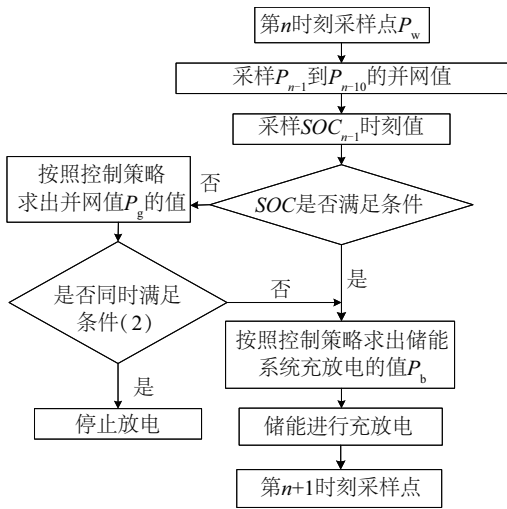 第n时刻采样点Pw
采样Pn-1到Pn-10的并网值
采样SOCn-1时刻值
按照控制策略
求出并网值Pg的值
否
SOC是否满足条件
是否同时满足
条件(2)
否
是
按照控制策略求出储能
系统充放电的值Pb
是
停止放电
储能进行充放电
第n+1时刻采样点